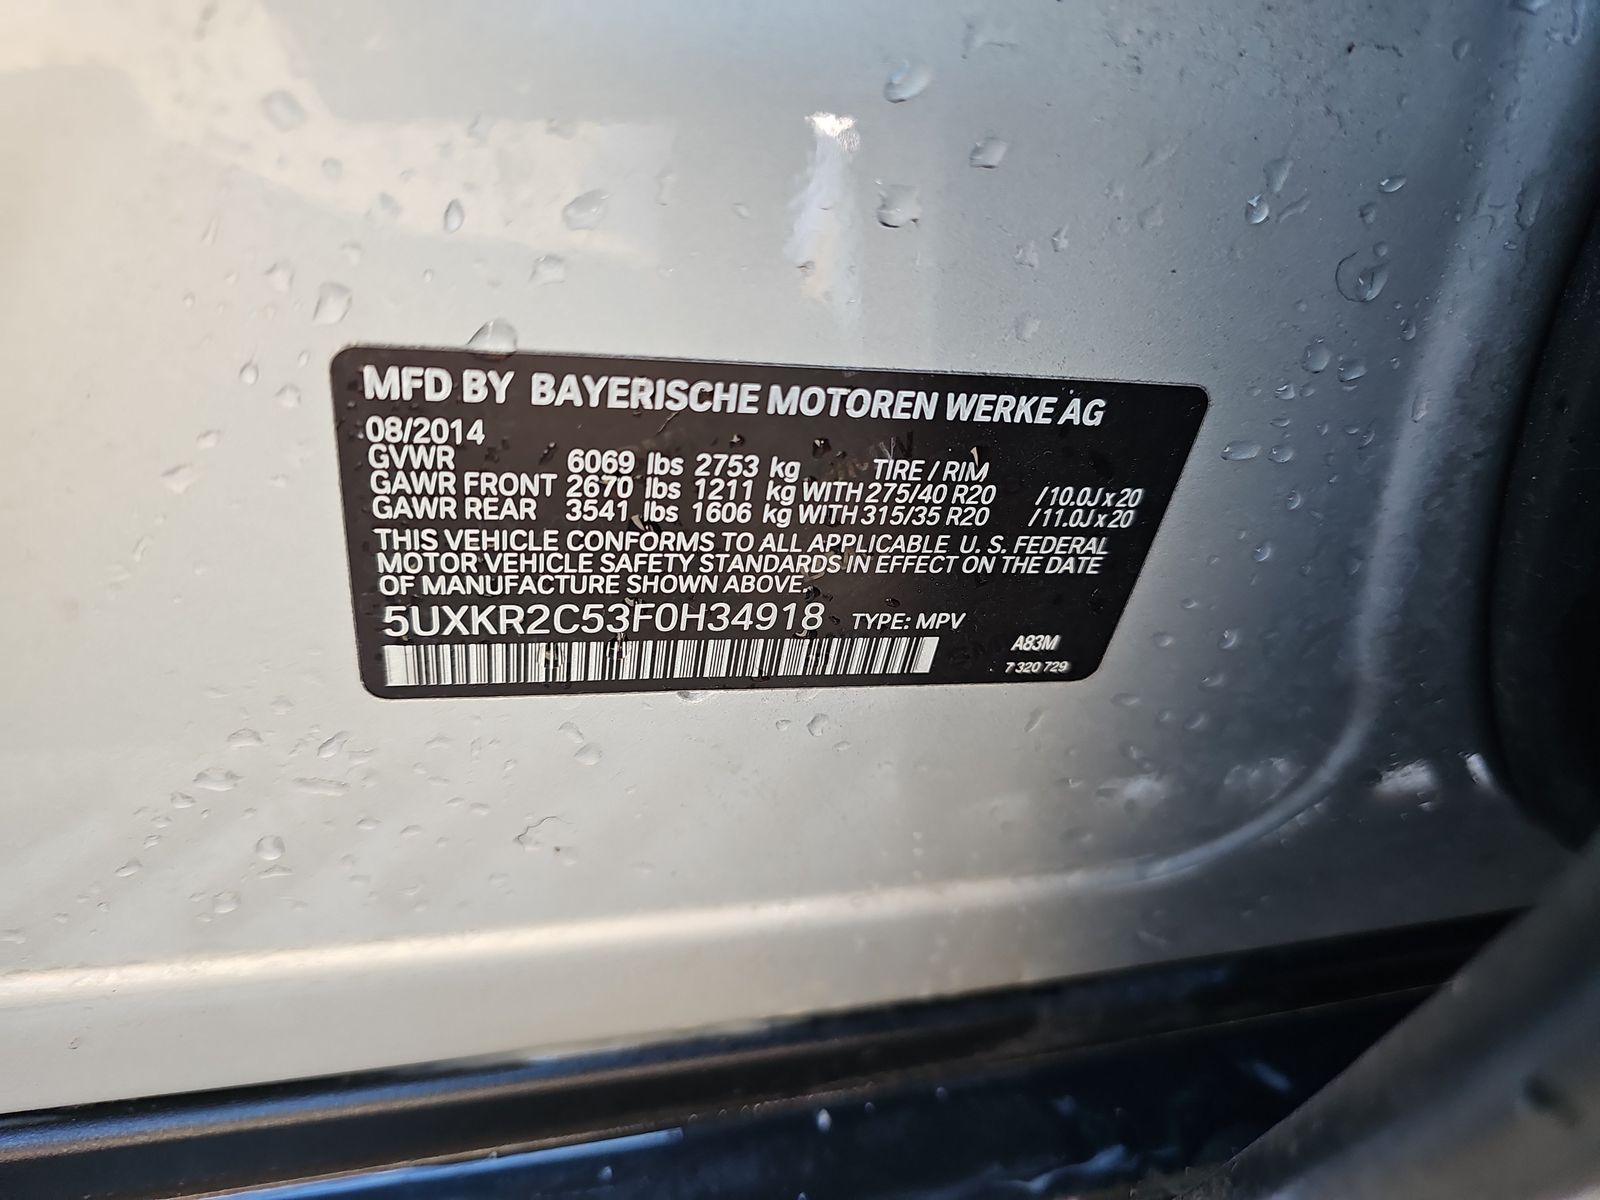 MFD BY BAYERISCHE MOTOREN WERKE AG
08/2014
GVWR 6069 lbs 2753 kg TIRE / RIM
GAWR FRONT 2670 lbs 1211 kg WITH 275/40 R20 / 10.0J x 20
GAWR REAR 3541 lbs 1606 kg WITH 315/35 R20 / 11.0J x 20
THIS VEHICLE CONFORMS TO ALL APPLICABLE U. S. FEDERAL
MOTOR VEHICLE SAFETY STANDARDS IN EFFECT ON THE DATE
OF MANUFACTURE SHOWN ABOVE.
5UXKR2C53F0H34918 TYPE: MPV
A83M
7 320 729